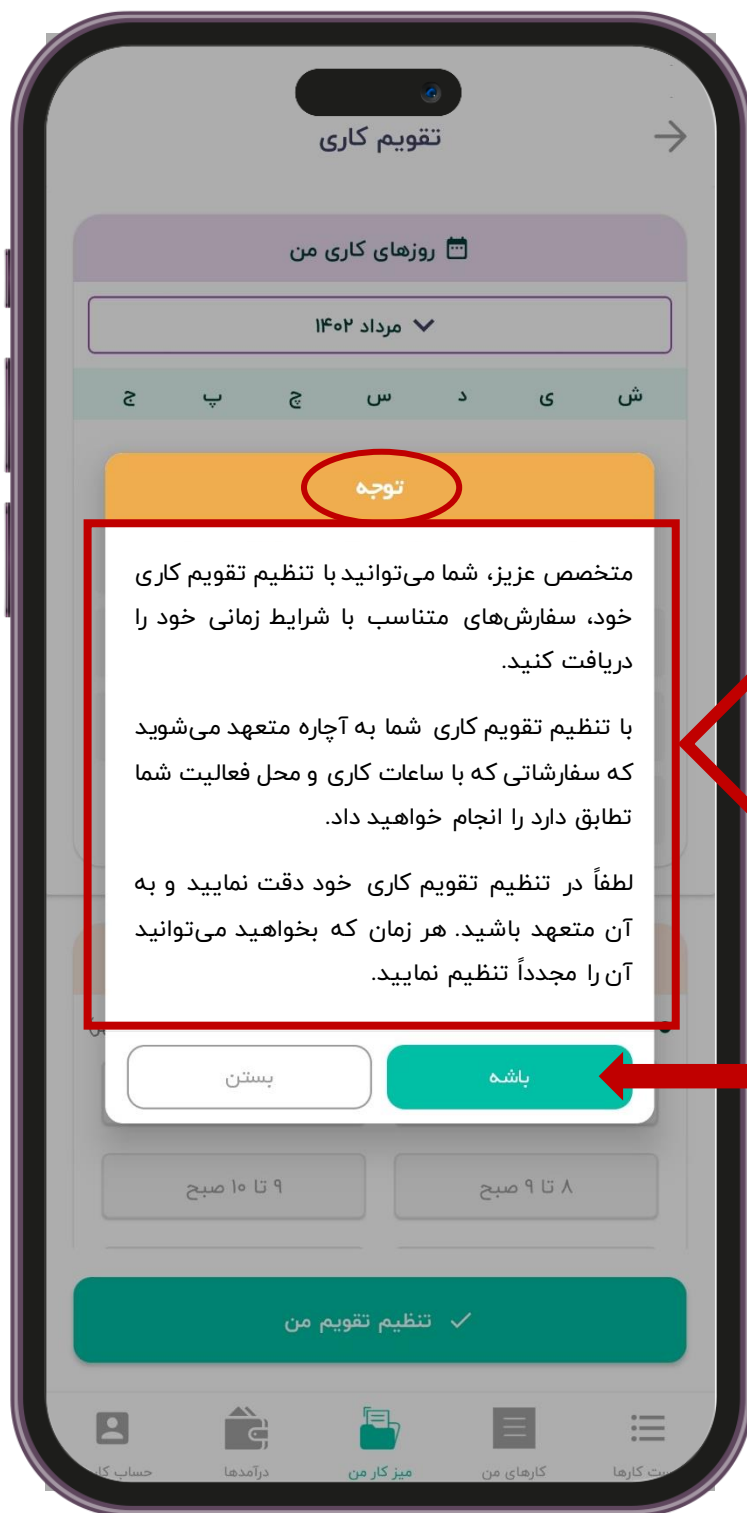 تقویم کاری
روزهای کاری من
مرداد ۱۴۰۲
ش ی د س چ پ ج
توجه
متخصص عزیز، شما می‌توانید با تنظیم تقویم کاری
خود، سفارش‌های متناسب با شرایط زمانی خود را
دریافت کنید.
با تنظیم تقویم کاری شما به آچاره متعهد می‌شوید
که سفارشاتی که با ساعات کاری و محل فعالیت شما
تطابق دارد را انجام خواهید داد.
لطفاً در تنظیم تقویم کاری خود دقت نمایید و به
آن متعهد باشید. هر زمان که بخواهید می‌توانید
آن را مجدداً تنظیم نمایید.
باشه
بستن
۸ تا ۹ صبح
۹ تا ۱۰ صبح
تنظیم تقویم من
کارها
کارهای من
میز کار من
درآمدها
حساب